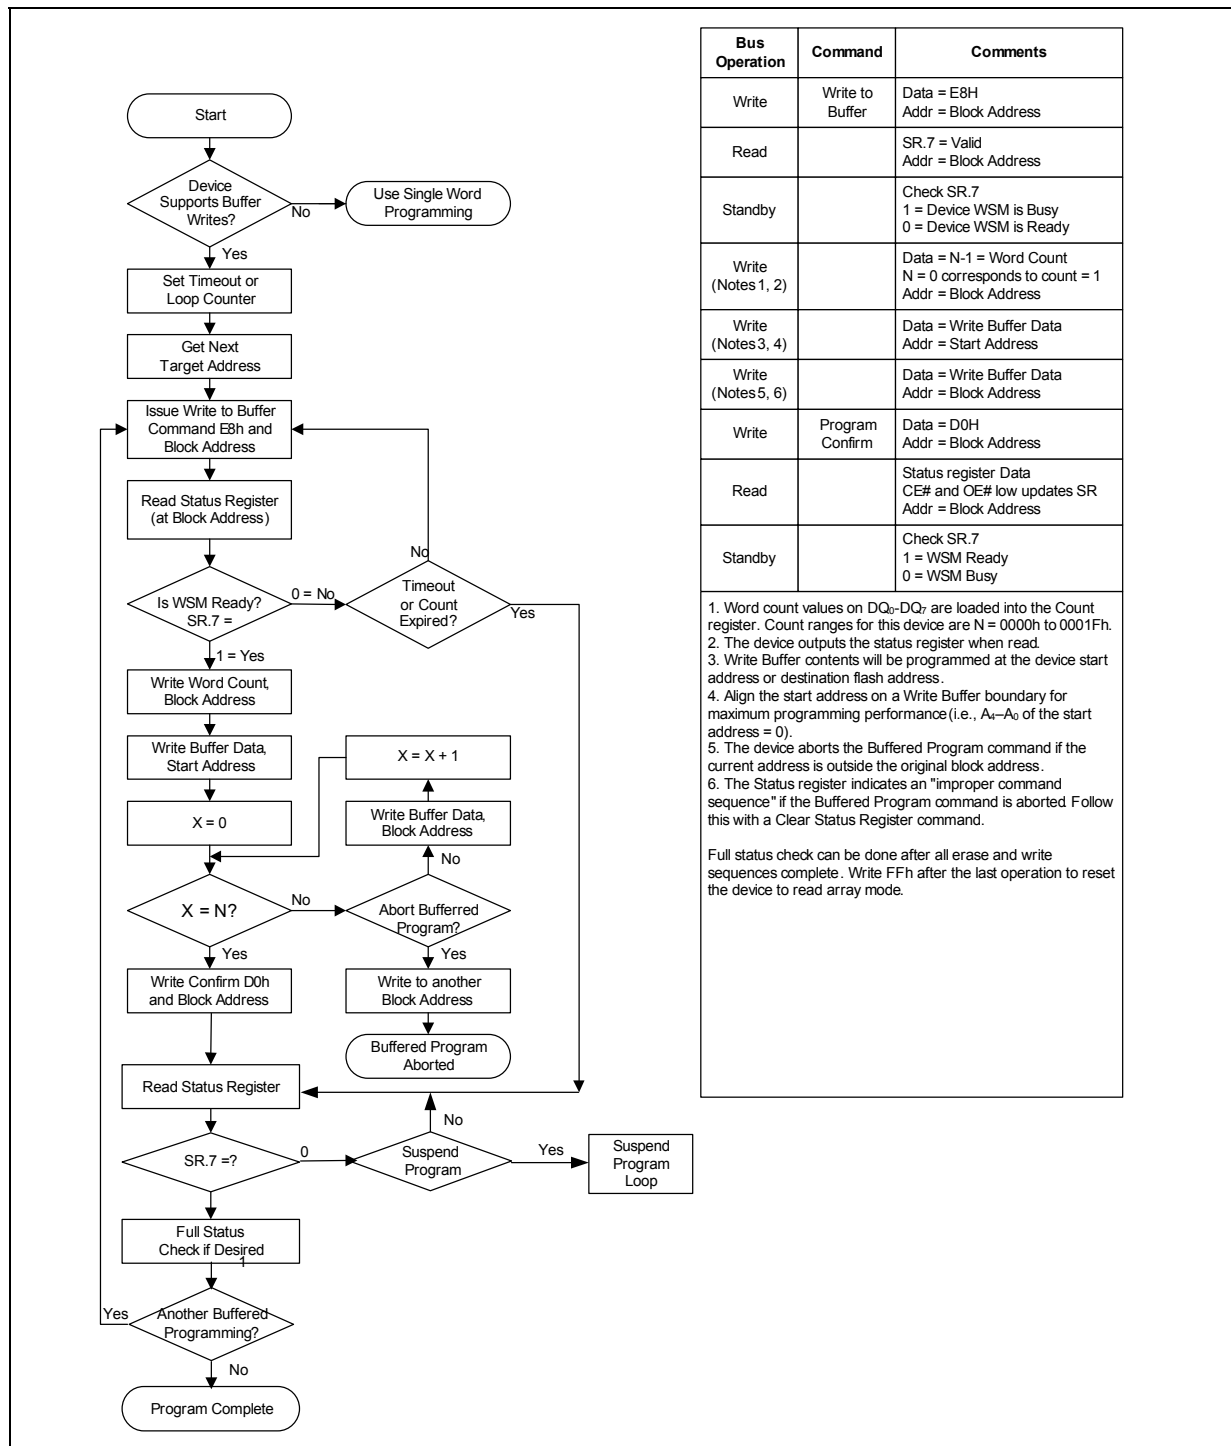 Start
Device
Supports Buffer
Writes?
No
Use Single Word
Programming
Yes
Set Timeout or
Loop Counter
Get Next
Target Address
Issue Write to Buffer
Command E8h and
Block Address
Read Status Register
(at Block Address)
No
Is WSM Ready?
SR.7 =
0 = No
Timeout
or Count
Expired?
Yes
1 = Yes
Write Word Count,
Block Address
Write Buffer Data,
Start Address
X = X + 1
X = 0
Write Buffer Data,
Block Address
No
X = N?
No
Abort Bufferred
Program?
Yes
Yes
Write Confirm D0h
and Block Address
Write to another
Block Address
Buffered Program
Aborted
Read Status Register
No
SR.7 =?
0
Suspend
Program
Yes
Suspend
Program
Loop
Full Status
Check if Desired
1
Yes
Another Buffered
Programming?
No
Program Complete
Bus
Operation
Command
Comments
Write
Write to
Buffer
Data = E8H
Addr = Block Address
Read
SR.7 = Valid
Addr = Block Address
Standby
Check SR.7
1 = Device WSM is Busy
0 = Device WSM is Ready
Write
(Notes 1, 2)
Data = N-1 = Word Count
N = 0 corresponds to count = 1
Addr = Block Address
Write
(Notes 3, 4)
Data = Write Buffer Data
Addr = Start Address
Write
(Notes 5, 6)
Data = Write Buffer Data
Addr = Block Address
Write
Program
Confirm
Data = D0H
Addr = Block Address
Read
Status register Data
CE# and OE# low updates SR
Addr = Block Address
Standby
Check SR.7
1 = WSM Ready
0 = WSM Busy
1. Word count values on DQ0-DQ7 are loaded into the Count
register. Count ranges for this device are N = 0000h to 0001Fh.
2. The device outputs the status register when read.
3. Write Buffer contents will be programmed at the device start
address or destination flash address.
4. Align the start address on a Write Buffer boundary for
maximum programming performance (i.e., A4–A0 of the start
address = 0).
5. The device aborts the Buffered Program command if the
current address is outside the original block address.
6. The Status register indicates an "improper command
sequence" if the Buffered Program command is aborted. Follow
this with a Clear Status Register command.
Full status check can be done after all erase and write
sequences complete. Write FFh after the last operation to reset
the device to read array mode.